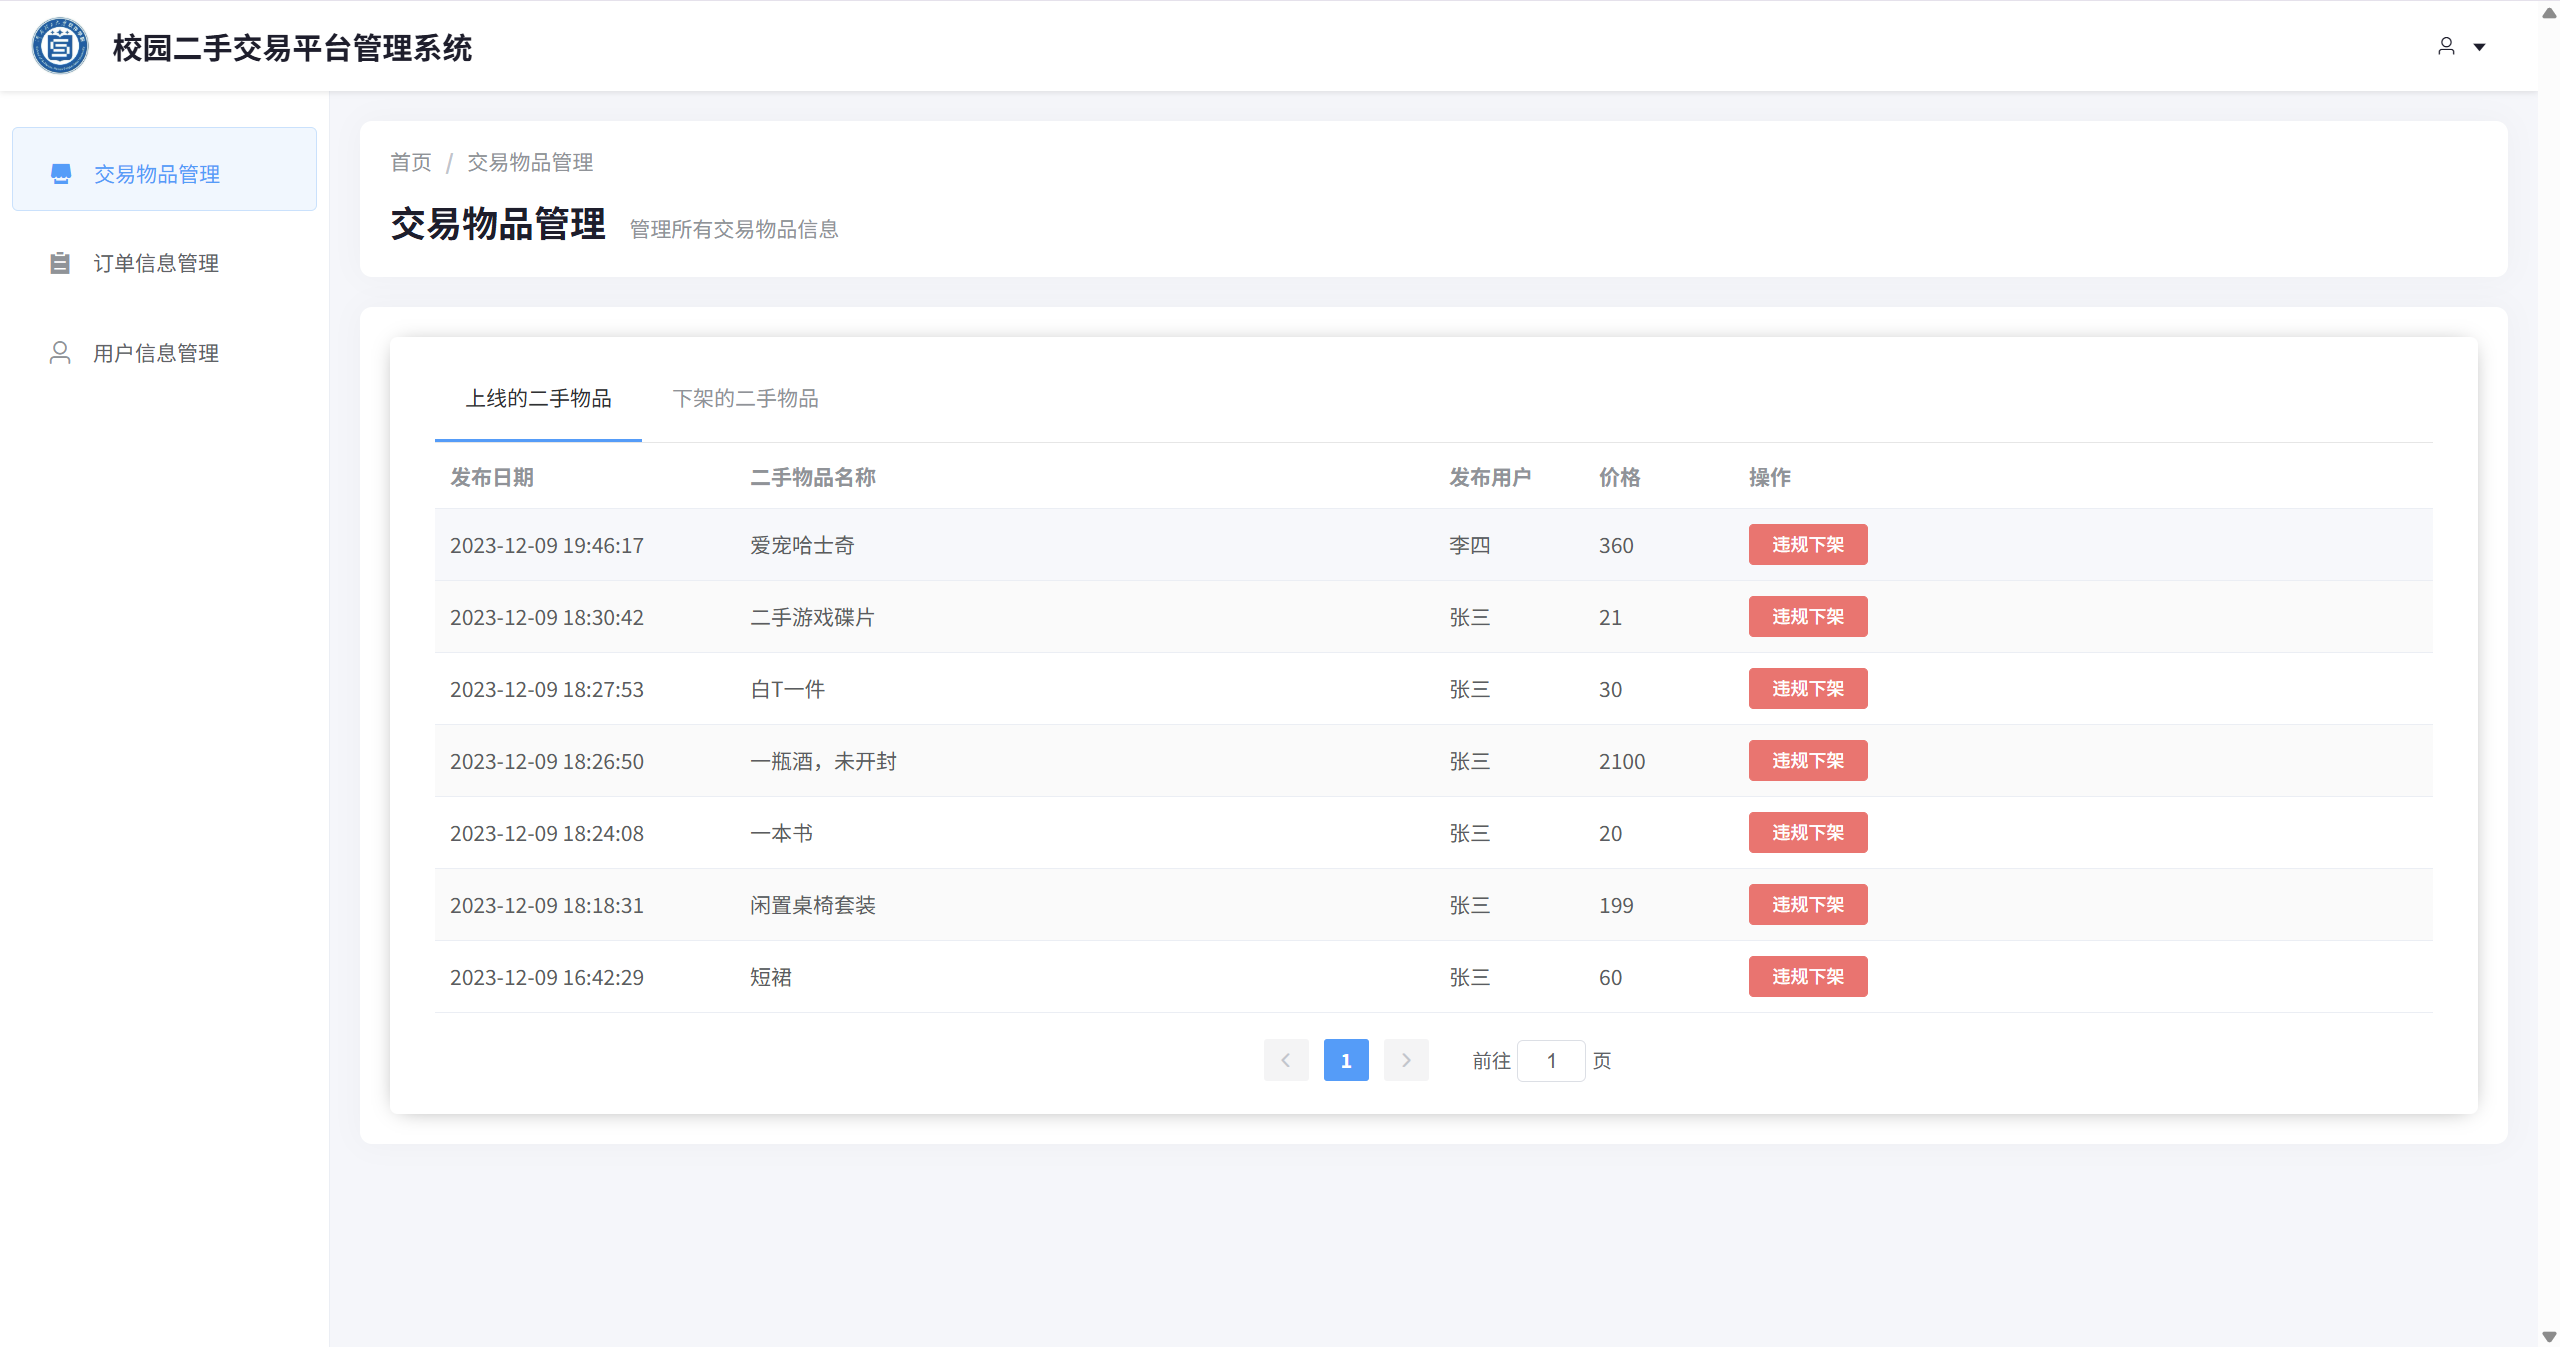 校园二手交易平台管理系统
交易物品管理
订单信息管理
用户信息管理
首页 / 交易物品管理
交易物品管理 管理所有交易物品信息
上线的二手物品 下架的二手物品
发布日期 二手物品名称 发布用户 价格 操作
2023-12-09 19:46:17 爱宠哈士奇 李四 360 违规下架
2023-12-09 18:30:42 二手游戏碟片 张三 21 违规下架
2023-12-09 18:27:53 白T一件 张三 30 违规下架
2023-12-09 18:26:50 一瓶酒，未开封 张三 2100 违规下架
2023-12-09 18:24:08 一本书 张三 20 违规下架
2023-12-09 18:18:31 闲置桌椅套装 张三 199 违规下架
2023-12-09 16:42:29 短裙 张三 60 违规下架
1 前往 1 页